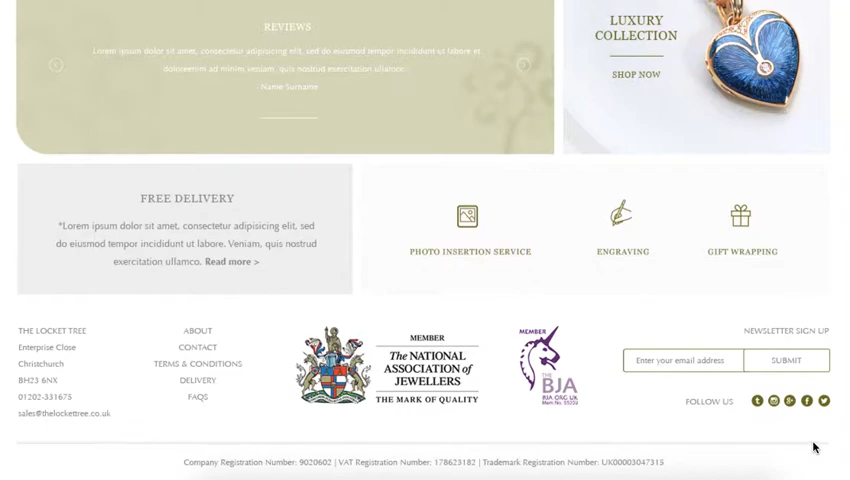 REVIEWS
Lorem ipsum dolor sit amet, consectetur adipisicing elit, sed do eiusmod tempor incididunt ut labore et
doloceenim ad minim veniam, quis nostrud exercitation ullamco.
- Name Surname
LUXURY
COLLECTION
SHOP NOW
FREE DELIVERY
*Lorem ipsum dolor sit amet, consectetur adipisicing elit, sed
do eiusmod tempor incididunt ut labore. Veniam, quis nostrud
exercitation ullamco. Read more >
PHOTO INSERTION SERVICE
ENGRAVING
GIFT WRAPPING
THE LOCKET TREE
Enterprise Close
Christchurch
BH23 6NX
01202-331675
sales@thelockettree.co.uk
ABOUT
CONTACT
TERMS & CONDITIONS
DELIVERY
FAQS
MEMBER
The NATIONAL
ASSOCIATION of
JEWELLERS
THE MARK OF QUALITY
MEMBER
THE
BJA
BJA.ORG.UK
NEWSLETTER SIGN UP
Enter your email address
SUBMIT
FOLLOW US
Company Registration Number: 9020602 | VAT Registration Number: 178623182 | Trademark Registration Number: UK00003047315